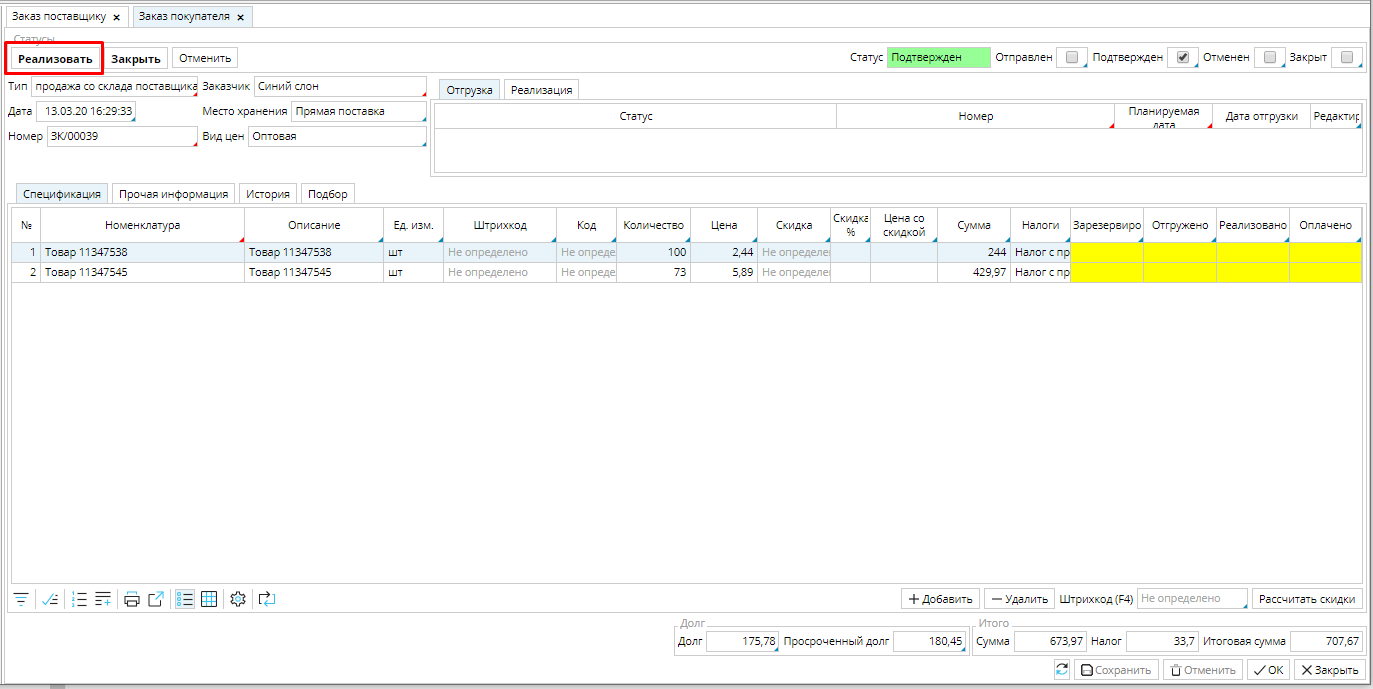 Заказ поставщику × Заказ покупателя ×
Статусы
Реализовать Закрыть Отменить Статус Подтвержден Отправлен Подтвержден Отменен Закрыт
Тип продажа со склада поставщика Заказчик Синий слон
Дата 13.03.20 16:29:33 Место хранения Прямая поставка
Номер ЗК/00039 Вид цен Оптовая
Отгрузка Реализация
Статус Номер Планируемая дата Дата отгрузки Редактир
Спецификация Прочая информация История Подбор
№ Номенклатура Описание Ед. изм. Штрихкод Код Количество Цена Скидка Скидка % Цена со скидкой Сумма Налоги Зарезервиро Отгружено Реализовано Оплачено
1 Товар 11347538 Товар 11347538 шт Не определено Не опреде 100 2,44 Не определе 244 Налог с пр
2 Товар 11347545 Товар 11347545 шт Не определено Не опреде 73 5,89 Не определе 429,97 Налог с пр
+ Добавить — Удалить Штрихкод (F4) Не определено Рассчитать скидки
Долг Итого
Долг 175,78 Просроченный долг 180,45 Сумма 673,97 Налог 33,7 Итоговая сумма 707,67
Сохранить Отменить OK Закрыть